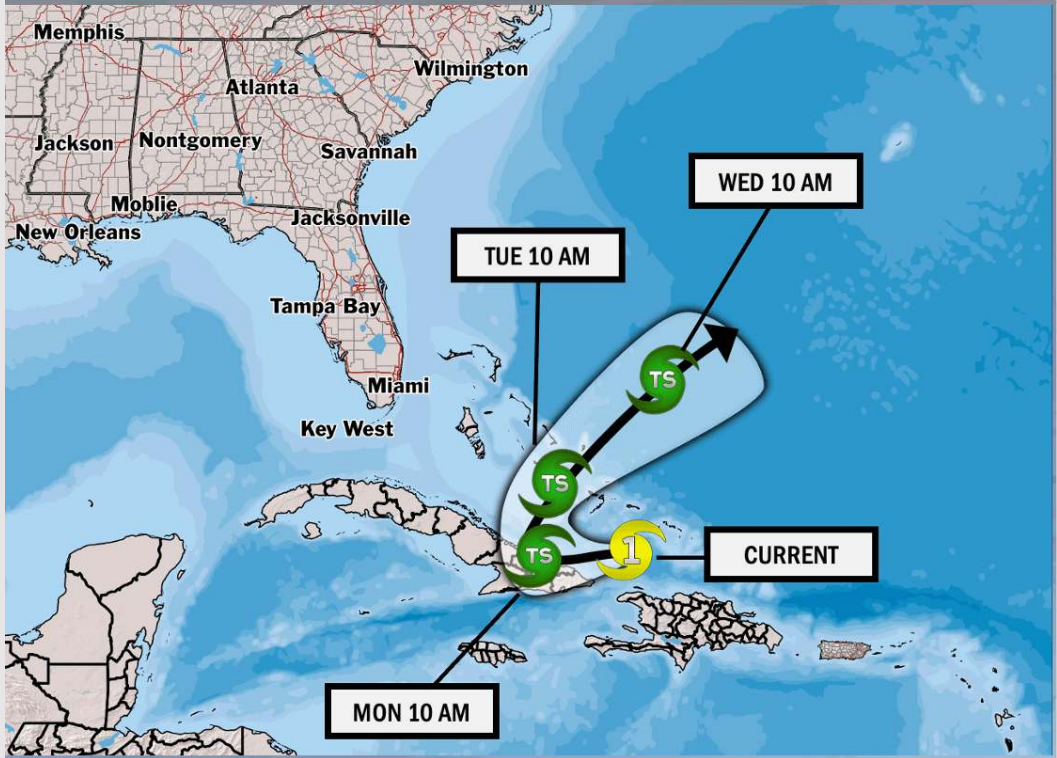 Memphis
Wilmington
Atlanta
Jackson
Nontgomery
Savannah
WED 10 AM
Moblie
Jacksonville
New Orleans
TUE 10 AM
Tampa Bay
TS
Miami
Key West
TS
TS
1
CURRENT
MON 10 AM